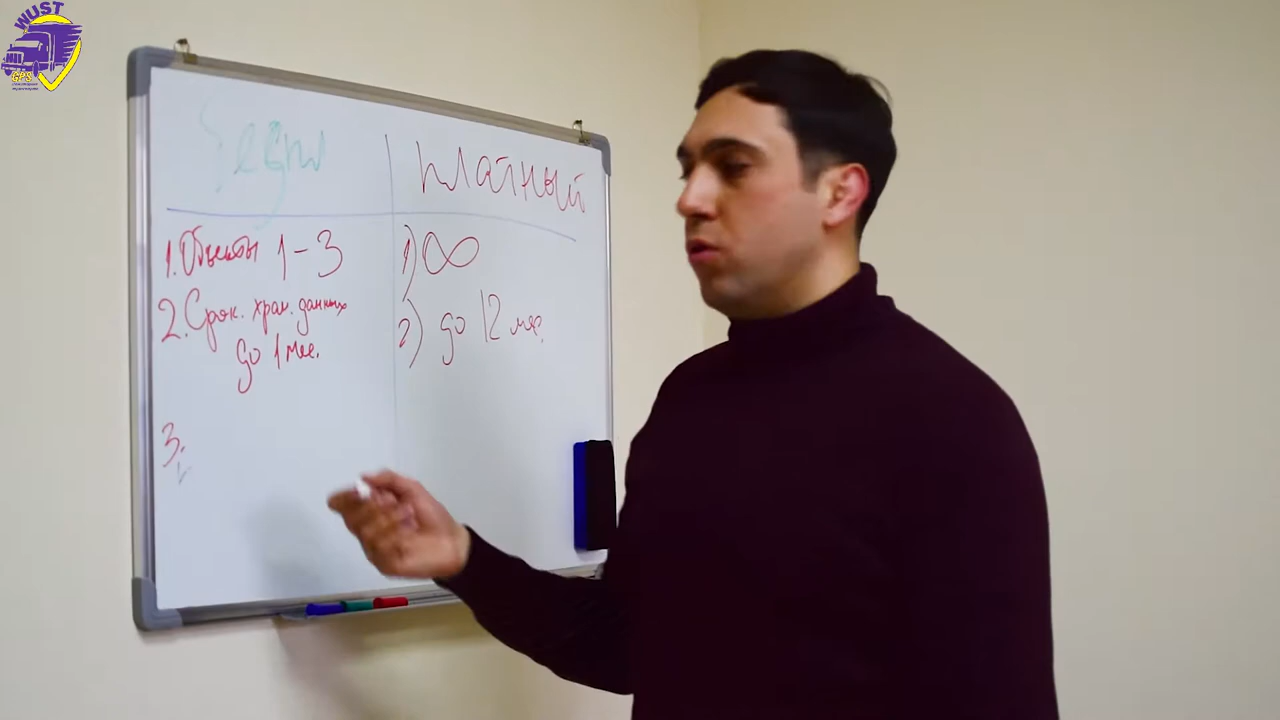 WUST
GPS
платный
1. Объекты 1-3
1) ∞
2. Срок. хран. данных
до 1 мес.
2) до 12 мес.
3.